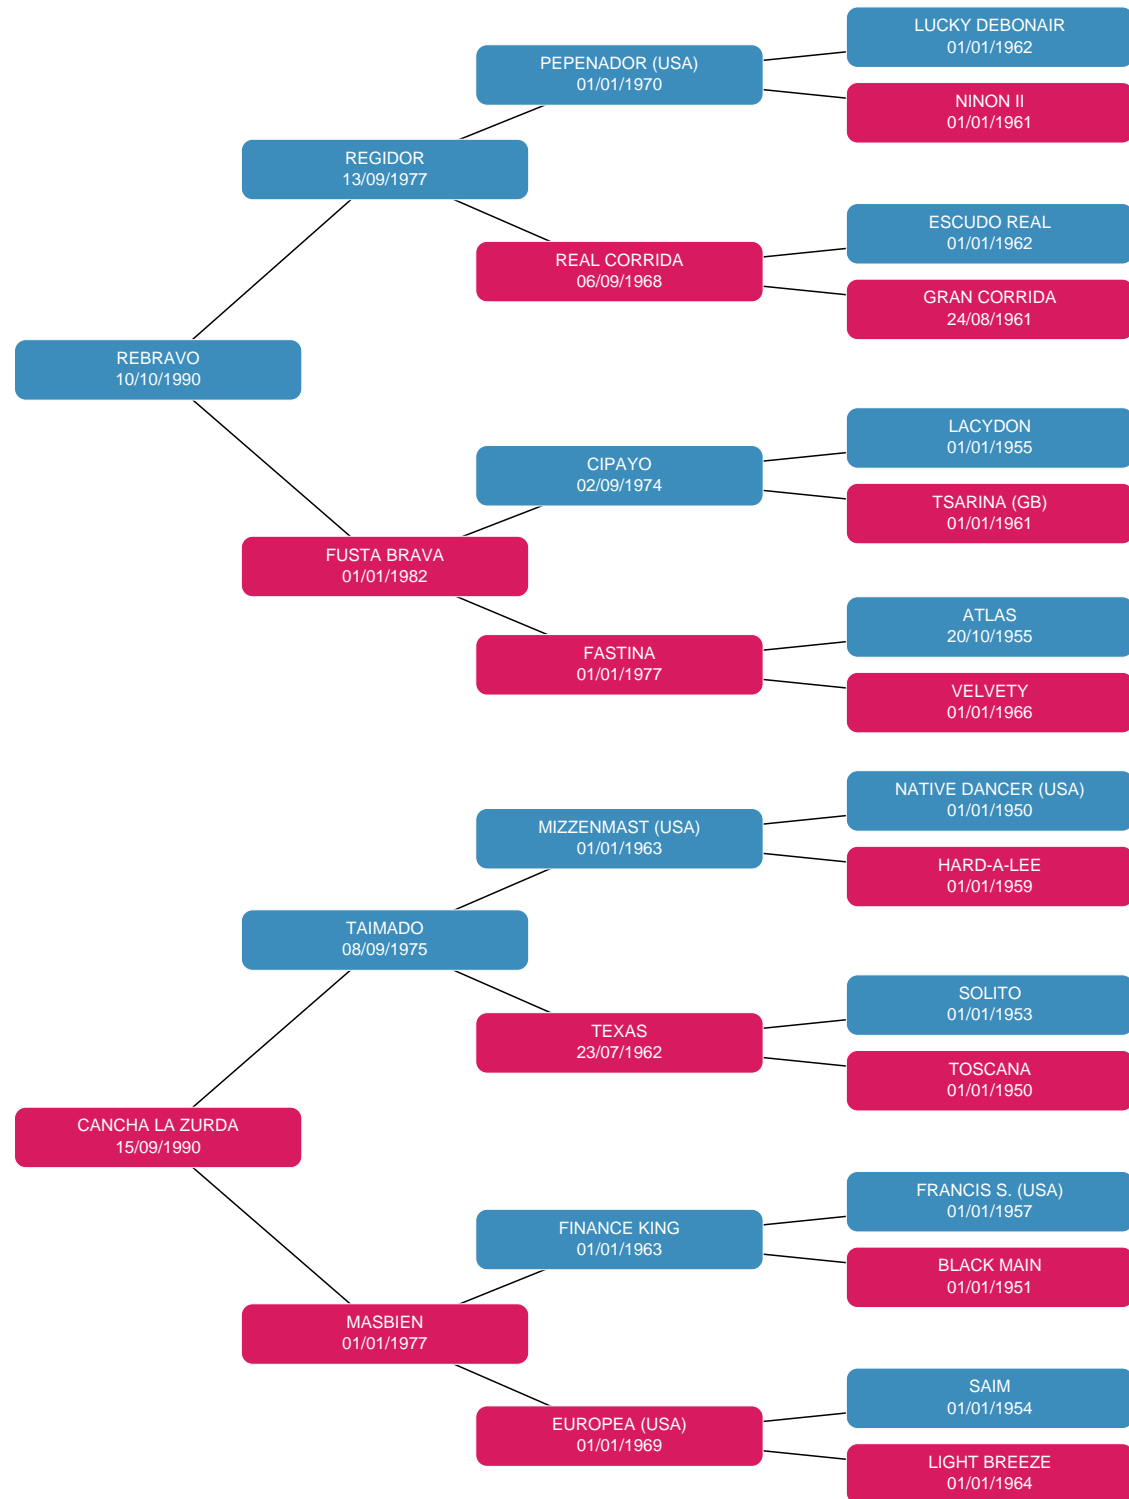 LUCKY DEBONAIR
01/01/1962
PEPENADOR (USA)
01/01/1970
NINON II
01/01/1961
REGIDOR
13/09/1977
ESCUDO REAL
01/01/1962
REAL CORRIDA
06/09/1968
GRAN CORRIDA
24/08/1961
REBRAVO
10/10/1990
LACYDON
01/01/1955
CIPAYO
02/09/1974
TSARINA (GB)
01/01/1961
FUSTA BRAVA
01/01/1982
ATLAS
20/10/1955
FASTINA
01/01/1977
VELVETY
01/01/1966
NATIVE DANCER (USA)
01/01/1950
MIZZENMAST (USA)
01/01/1963
HARD-A-LEE
01/01/1959
TAIMADO
08/09/1975
SOLITO
01/01/1953
TEXAS
23/07/1962
TOSCANA
01/01/1950
CANCHA LA ZURDA
15/09/1990
FRANCIS S. (USA)
01/01/1957
FINANCE KING
01/01/1963
BLACK MAIN
01/01/1951
MASBIEN
01/01/1977
SAIM
01/01/1954
EUROPEA (USA)
01/01/1969
LIGHT BREEZE
01/01/1964